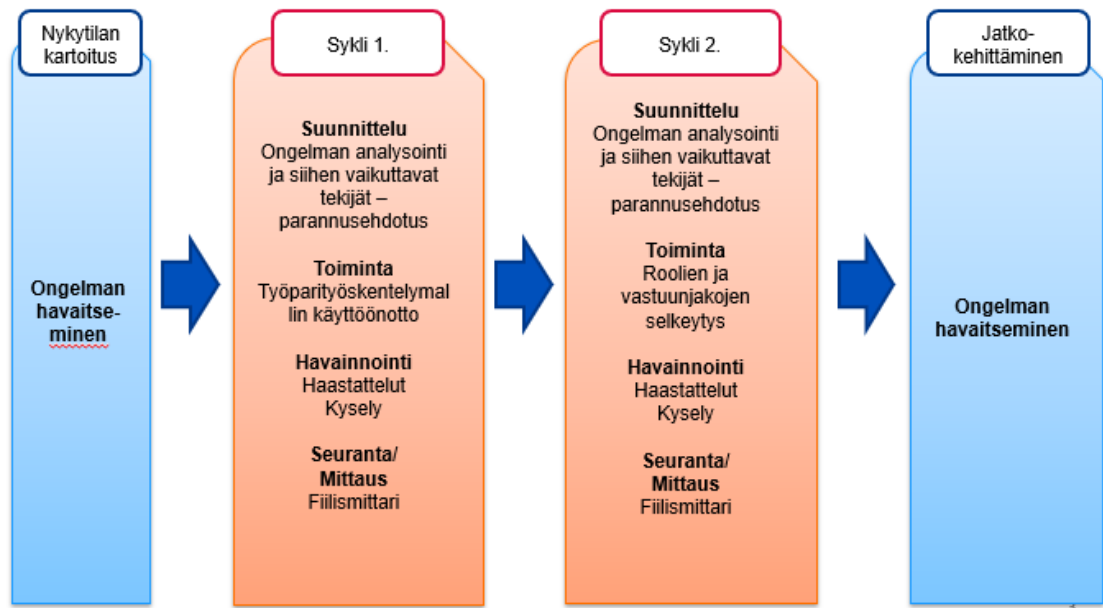 Nykytilan
kartoitus
Ongelman
havaitse-
minen
Sykli 1.
Suunnittelu
Ongelman analysointi
ja siihen vaikuttavat
tekijät –
parannusehdotus
Toiminta
Työparityöskentelymal
lin käyttöönotto
Havainnointi
Haastattelut
Kysely
Seuranta/
Mittaus
Fiilismittari
Sykli 2.
Suunnittelu
Ongelman analysointi
ja siihen vaikuttavat
tekijät –
parannusehdotus
Toiminta
Roolien ja
vastuunjakojen
selkeytys
Havainnointi
Haastattelut
Kysely
Seuranta/
Mittaus
Fiilismittari
Jatko-
kehittäminen
Ongelman
havaitseminen